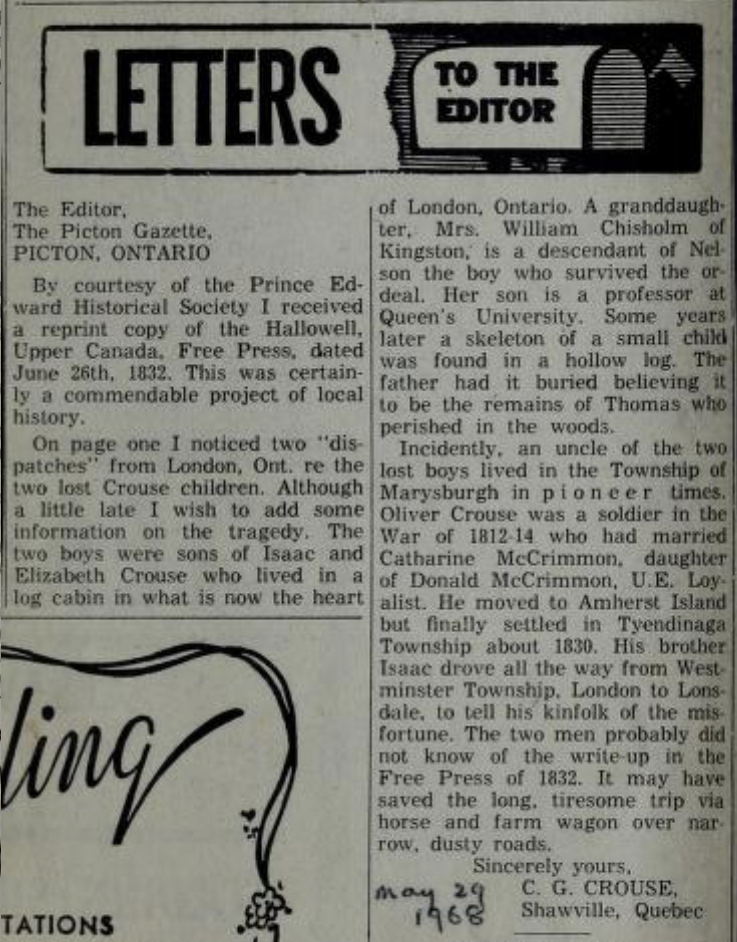 LETTERS
TO THE
EDITOR
The Editor,
The Picton Gazette,
PICTON, ONTARIO
By courtesy of the Prince Ed-
ward Historical Society I received
a reprint copy of the Hallowell,
Upper Canada, Free Press, dated
June 26th, 1832. This was certain-
ly a commendable project of local
history.
On page one I noticed two "dis-
patches" from London, Ont. re the
two lost Crouse children. Although
a little late I wish to add some
information on the tragedy. The
two boys were sons of Isaac and
Elizabeth Crouse who lived in a
log cabin in what is now the heart
of London, Ontario. A granddaugh-
ter, Mrs. William Chisholm of
Kingston, is a descendant of Nel-
son the boy who survived the or-
deal. Her son is a professor at
Queen's University. Some years
later a skeleton of a small child
was found in a hollow log. The
father had it buried believing it
to be the remains of Thomas who
perished in the woods.
Incidently, an uncle of the two
lost boys lived in the Township of
Marysburgh in pioneer times.
Oliver Crouse was a soldier in the
War of 1812-14 who had married
Catharine McCrimmon, daughter
of Donald McCrimmon, U.E. Loy-
alist. He moved to Amherst Island
but finally settled in Tyendinaga
Township about 1830. His brother
Isaac drove all the way from West-
minster Township, London to Lons-
dale, to tell his kinfolk of the mis-
fortune. The two men probably did
not know of the write-up in the
Free Press of 1832. It may have
saved the long, tiresome trip via
horse and farm wagon over nar-
row, dusty roads.
Sincerely yours,
C. G. CROUSE,
Shawville, Quebec
May 29
1968
ling
TATIONS